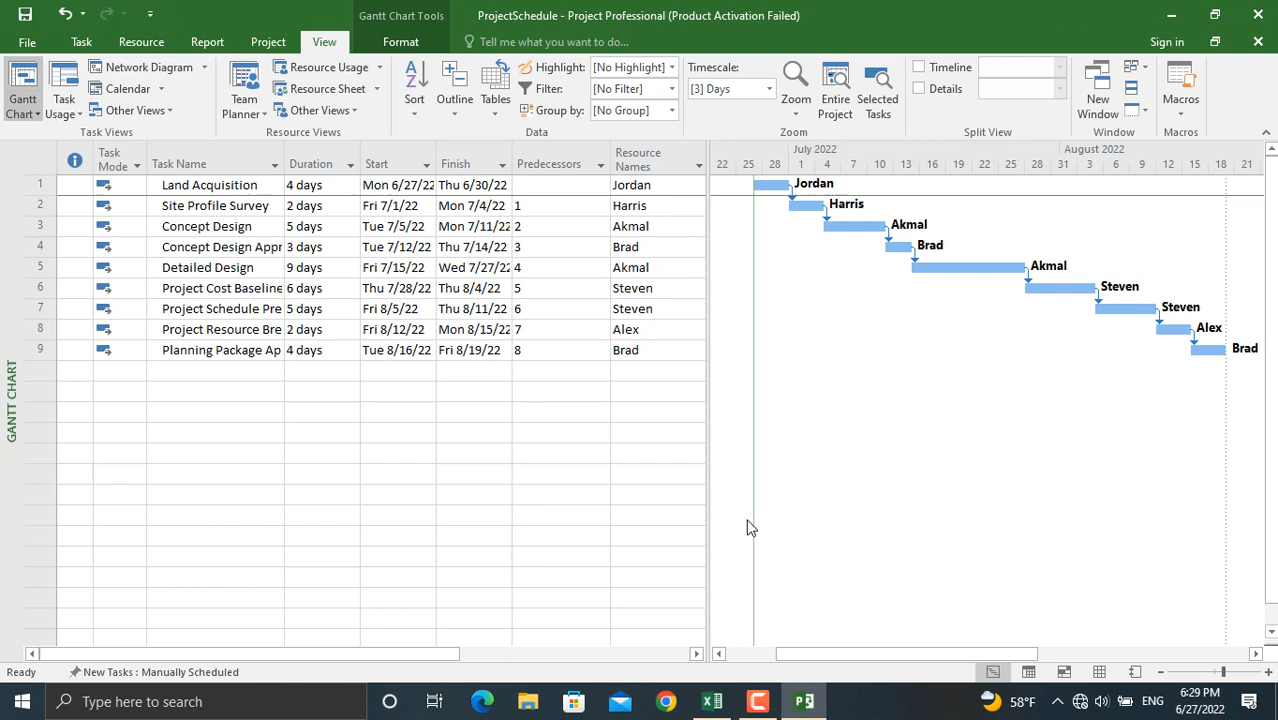 Gantt Chart Tools
ProjectSchedule - Project Professional (Product Activation Failed)
File Task Resource Report Project View Format Tell me what you want to do... Sign in
Gantt Chart
Task Usage
Network Diagram
Calendar
Other Views
Task Views
Team Planner
Resource Usage
Resource Sheet
Other Views
Resource Views
Sort
A
Z
Outline
Tables
Highlight: [No Highlight]
Filter: [No Filter]
Group by: [No Group]
Data
Timescale:
[3] Days
Zoom
Entire Project
Selected Tasks
Zoom
Timeline
Details
Split View
New Window
Window
Macros
Macros
Task Mode Task Name Duration Start Finish Predecessors Resource Names
July 2022 August 2022
22 25 28 1 4 7 10 13 16 19 22 25 28 31 3 6 9 12 15 18 21
1 Land Acquisition 4 days Mon 6/27/22 Thu 6/30/22 Jordan Jordan
2 Site Profile Survey 2 days Fri 7/1/22 Mon 7/4/22 1 Harris Harris
3 Concept Design 5 days Tue 7/5/22 Mon 7/11/22 2 Akmal Akmal
4 Concept Design Appr 3 days Tue 7/12/22 Thu 7/14/22 3 Brad Brad
5 Detailed Design 9 days Fri 7/15/22 Wed 7/27/22 4 Akmal Akmal
6 Project Cost Baseline 6 days Thu 7/28/22 Thu 8/4/22 5 Steven Steven
7 Project Schedule Pre 5 days Fri 8/5/22 Thu 8/11/22 6 Steven Steven
8 Project Resource Bre 2 days Fri 8/12/22 Mon 8/15/22 7 Alex Alex
9 Planning Package Ap 4 days Tue 8/16/22 Fri 8/19/22 8 Brad Brad
GANTT CHART
Ready New Tasks : Manually Scheduled
Type here to search
58°F
ENG
6:29 PM
6/27/2022